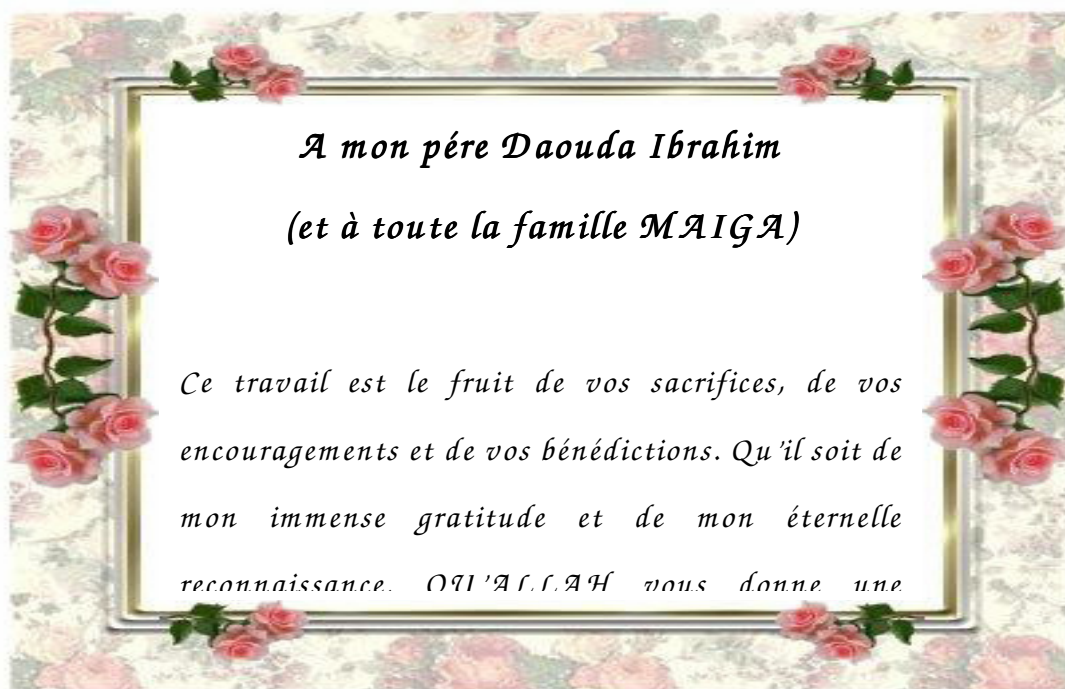 A mon pére Daouda Ibrahim
(et à toute la famille MAIGA)
Ce travail est le fruit de vos sacrifices, de vos
encouragements et de vos bénédictions. Qu'il soit de
mon immense gratitude et de mon éternelle
reconnaissance. QU'ALLAH vous donne une